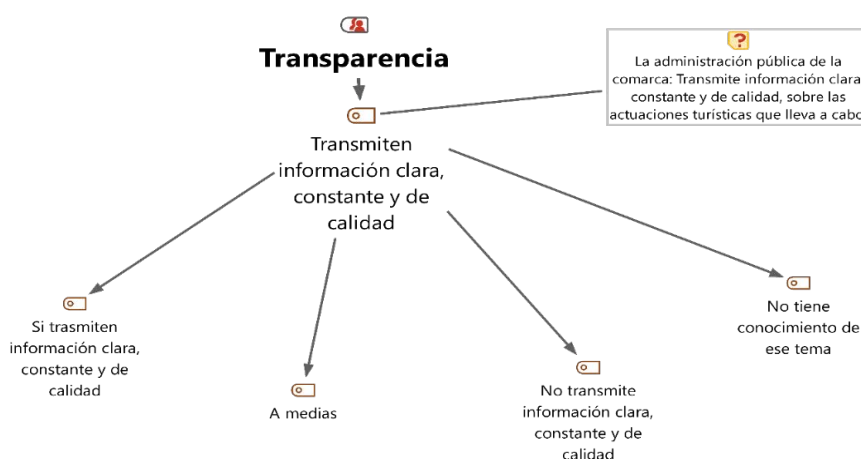 Transparencia
La administración pública de la
comarca: Transmite información clara
constante y de calidad, sobre las
actuaciones turísticas que lleva a cabo
Transmiten
información clara,
constante y de
calidad
Si trasmiten
información clara,
constante y de
calidad
A medias
No transmite
información clara,
constante y de
calidad
No tiene
conocimiento de
ese tema